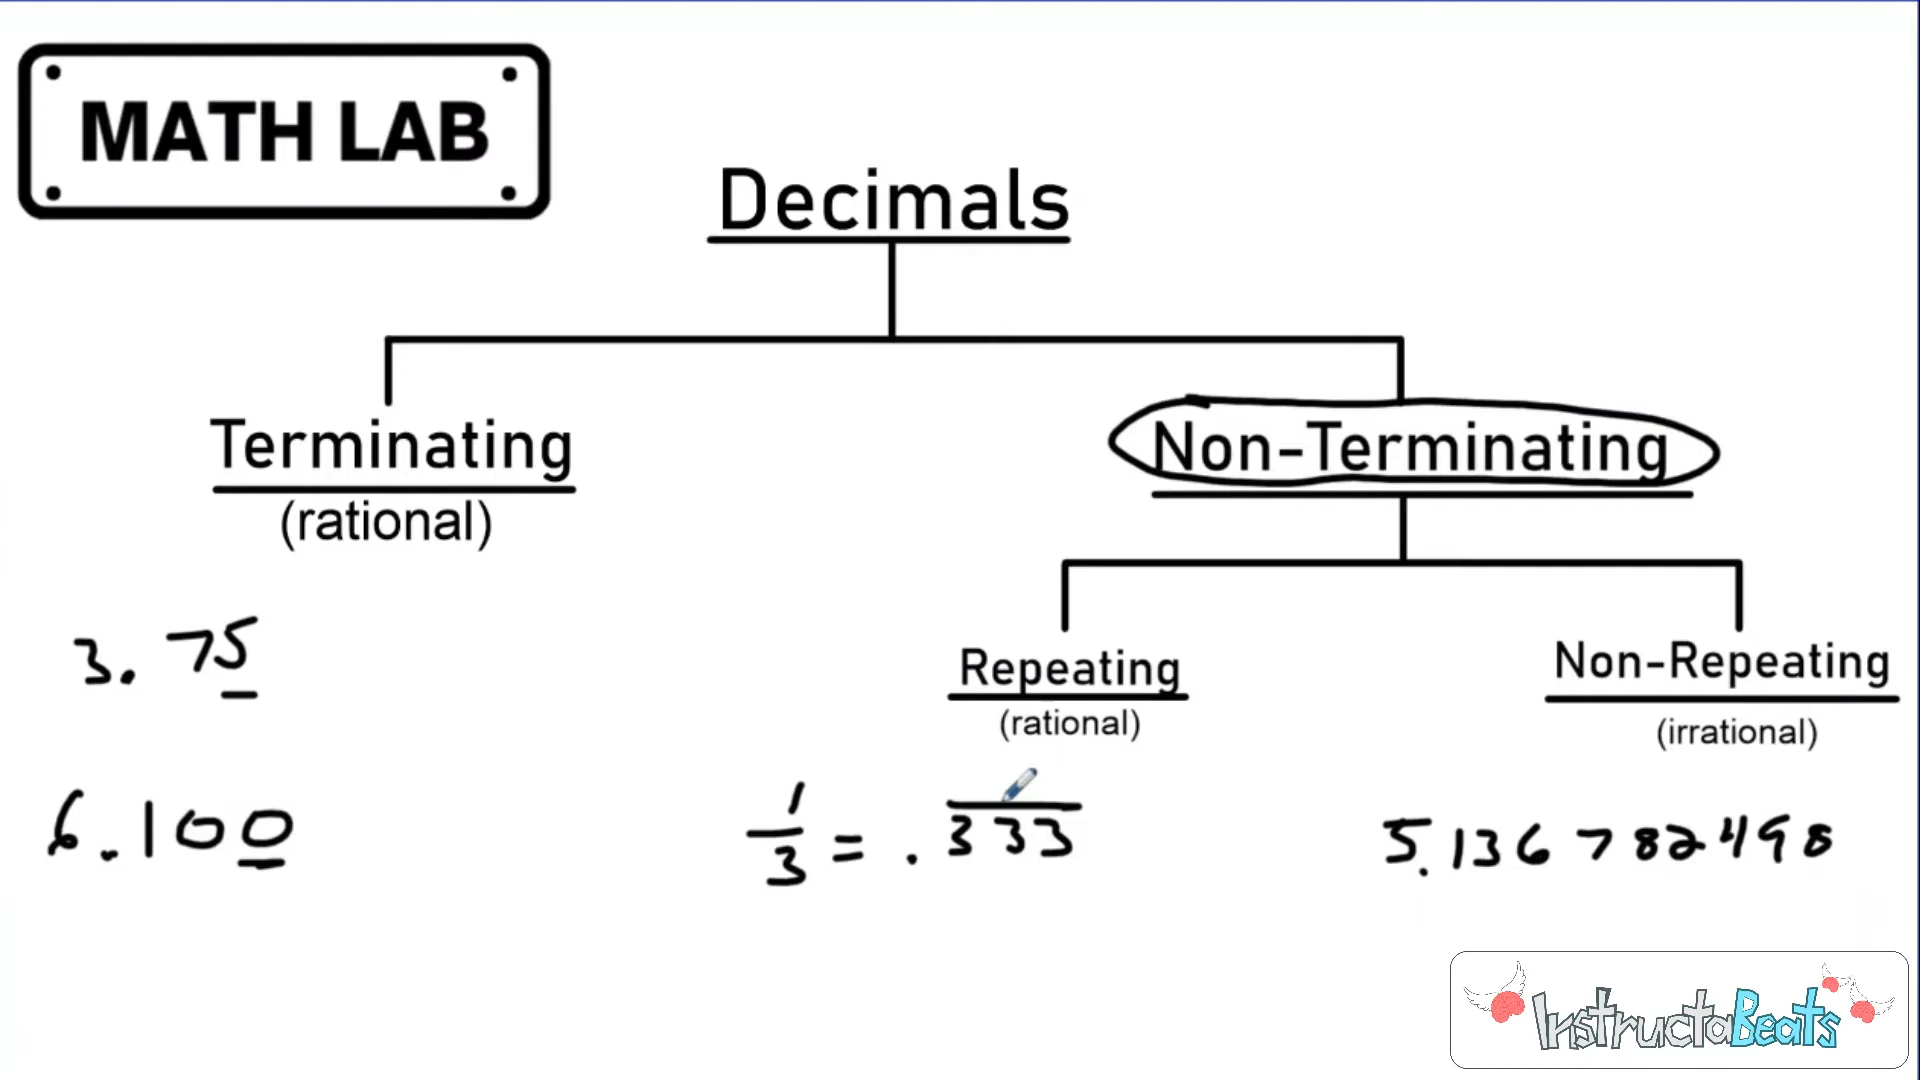 MATH LAB
Decimals
Terminating
Non-Terminating
(rational)
3.75
Repeating
Non-Repeating
(rational)
(irrational)
6.100
1/3 = .333
5.136782498
InstructaBeats